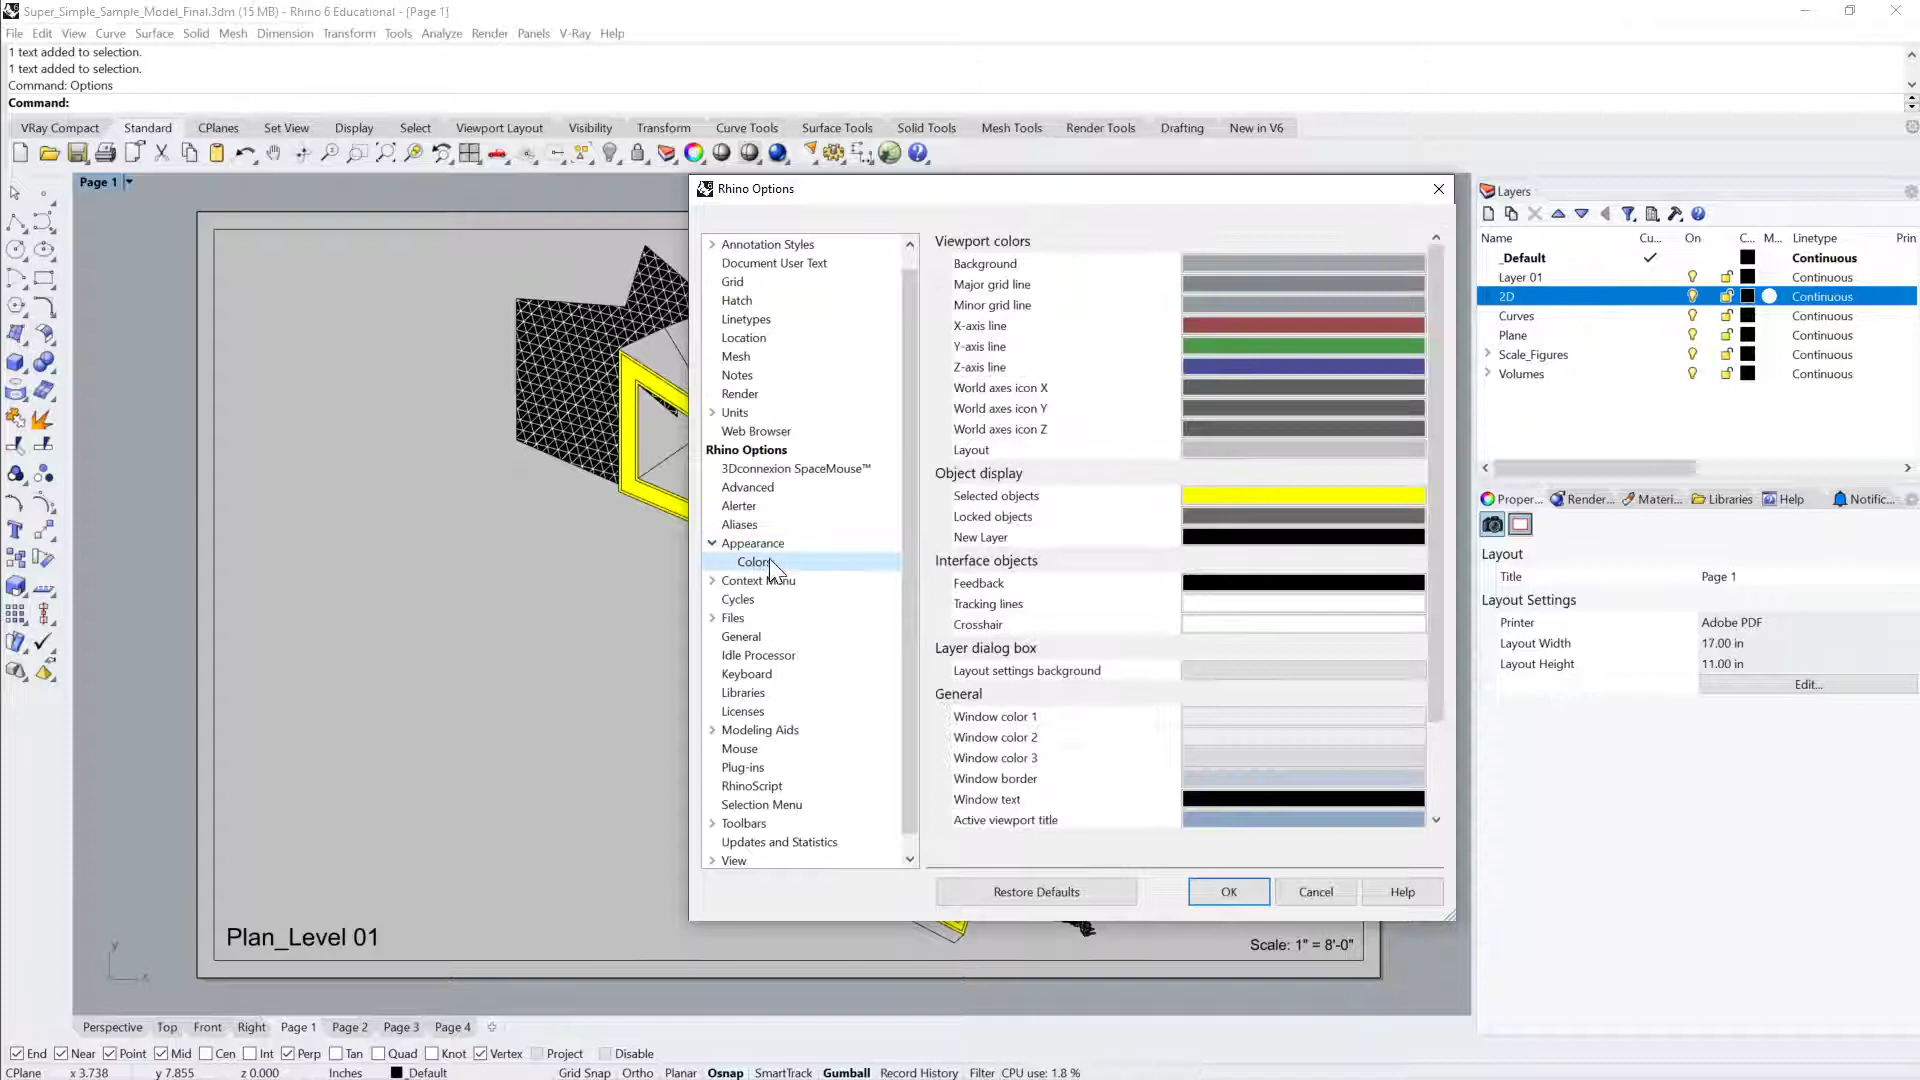 Super_Simple_Sample_Model_Final.3dm (15 MB) - Rhino 6 Educational - [Page 1]
File Edit View Curve Surface Solid Mesh Dimension Transform Tools Analyze Render Panels V-Ray Help
1 text added to selection.
1 text added to selection.
Command: Options
Command:
VRay Compact Standard CPlanes Set View Display Select Viewport Layout Visibility Transform Curve Tools Surface Tools Solid Tools Mesh Tools Render Tools Drafting New in V6
Page 1
Rhino Options
Annotation Styles
Document User Text
Grid
Hatch
Linetypes
Location
Mesh
Notes
Render
Units
Web Browser
Rhino Options
3Dconnexion SpaceMouse™
Advanced
Alerter
Aliases
Appearance
Colors
Context Menu
Cycles
Files
General
Idle Processor
Keyboard
Libraries
Licenses
Modeling Aids
Mouse
Plug-ins
RhinoScript
Selection Menu
Toolbars
Updates and Statistics
View
Viewport colors
Background
Major grid line
Minor grid line
X-axis line
Y-axis line
Z-axis line
World axes icon X
World axes icon Y
World axes icon Z
Layout
Object display
Selected objects
Locked objects
New Layer
Interface objects
Feedback
Tracking lines
Crosshair
Layer dialog box
Layout settings background
General
Window color 1
Window color 2
Window color 3
Window border
Window text
Active viewport title
Restore Defaults OK Cancel Help
Layers
Name Cu... On C... M... Linetype Prin
_Default Continuous
Layer 01 Continuous
2D Continuous
Curves Continuous
Plane Continuous
Scale_Figures Continuous
Volumes Continuous
Proper... Render... Materi... Libraries Help Notific...
Layout
Title Page 1
Layout Settings
Printer Adobe PDF
Layout Width 17.00 in
Layout Height 11.00 in
Edit...
Plan_Level 01
Scale: 1" = 8'-0"
y
x
Perspective Top Front Right Page 1 Page 2 Page 3 Page 4
End Near Point Mid Cen Int Perp Tan Quad Knot Vertex Project Disable
CPlane x 3.738 y 7.855 z 0.000 Inches _Default Grid Snap Ortho Planar Osnap SmartTrack Gumball Record History Filter CPU use: 1.8 %